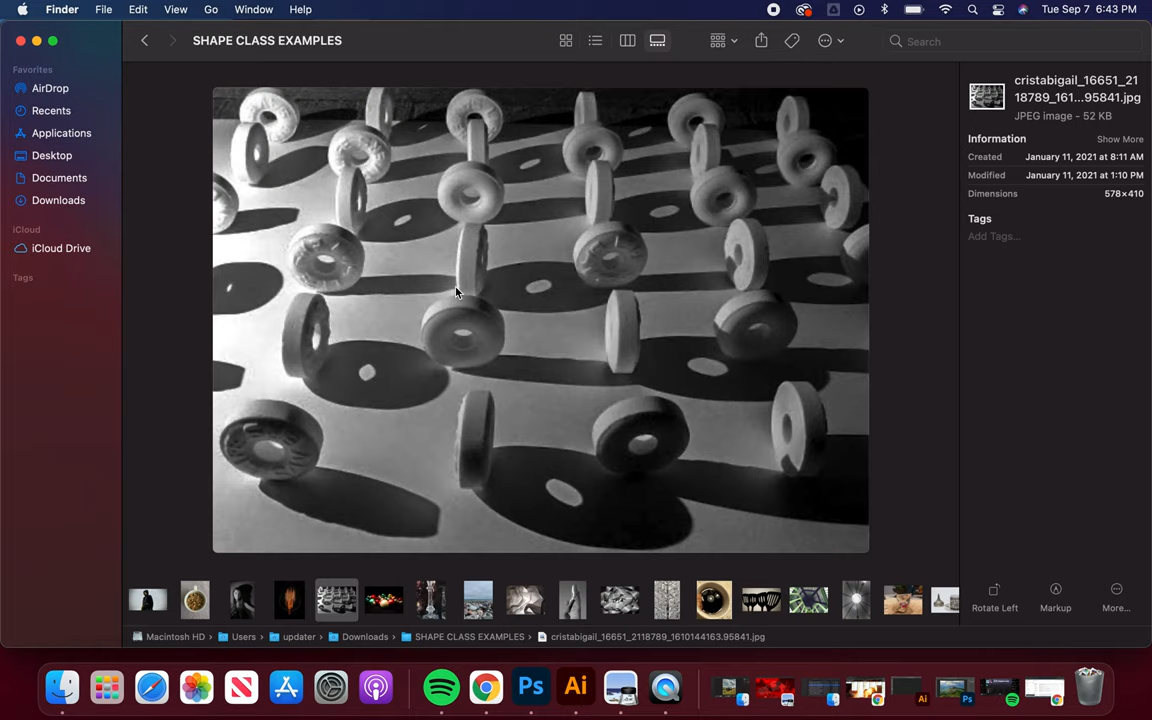 Finder File Edit View Go Window Help Tue Sep 7 6:43 PM
SHAPE CLASS EXAMPLES
Search
Favorites
AirDrop
Recents
Applications
Desktop
Documents
Downloads
iCloud
iCloud Drive
Tags
cristabigail_16651_21
18789_161...95841.jpg
JPEG image - 52 KB
Information Show More
Created January 11, 2021 at 8:11 AM
Modified January 11, 2021 at 1:10 PM
Dimensions 578×410
Tags
Add Tags...
Rotate Left Markup More...
Macintosh HD › Users › updater › Downloads › SHAPE CLASS EXAMPLES › cristabigail_16651_2118789_1610144163.95841.jpg
Ps Ai
Ai Ps